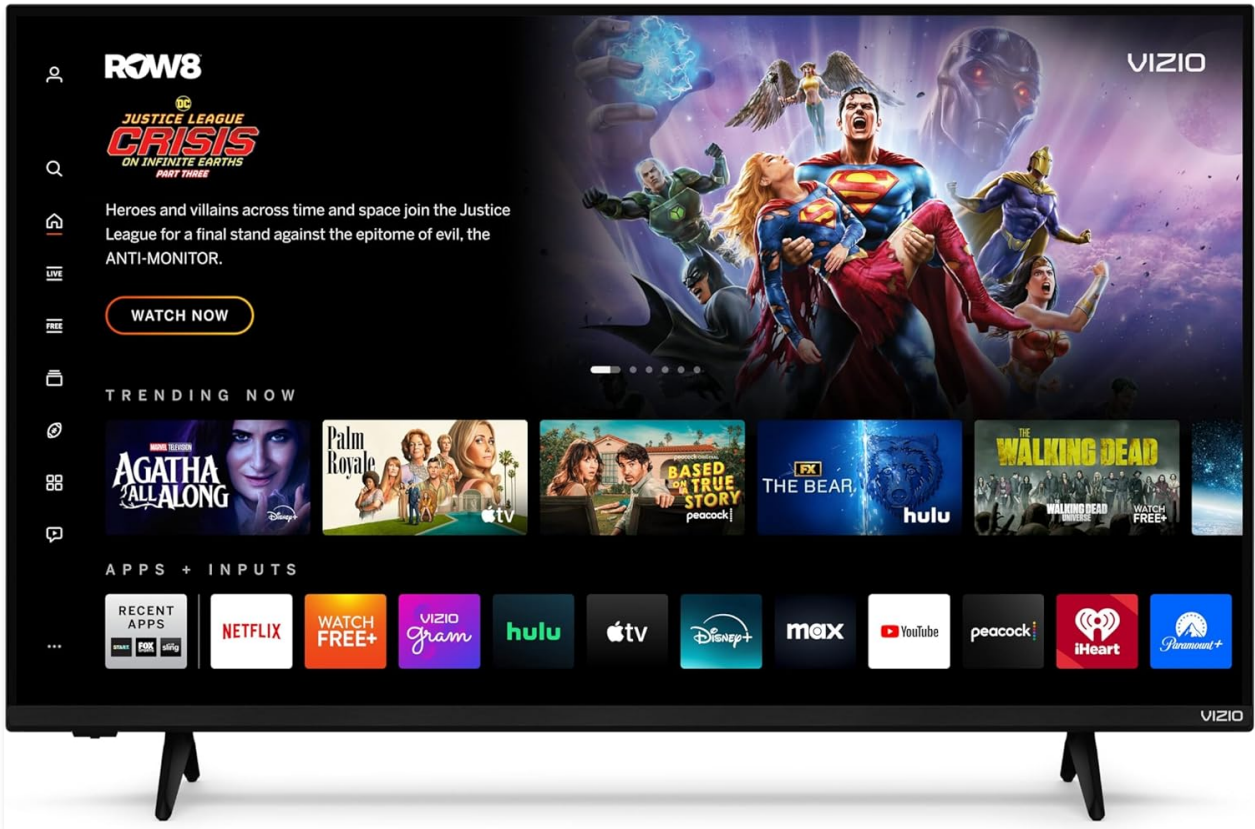 ROW8
VIZIO
DC
JUSTICE LEAGUE
CRISIS
ON INFINITE EARTHS
PART THREE
Heroes and villains across time and space join the Justice
League for a final stand against the epitome of evil, the
ANTI-MONITOR.
WATCH NOW
LIVE
FREE
TRENDING NOW
MARVEL TELEVISION
AGATHA
ALL ALONG
Disney+
Palm
Royale
tv
peacock ORIGINAL
BASED
ON A TRUE
STORY
peacock
FX
THE BEAR
hulu
THE
WALKING DEAD
THE WALKING DEAD
UNIVERSE
WATCH
FREE+
APPS + INPUTS
RECENT
APPS
START
FOX
SPORTS
sling
NETFLIX
WATCH
FREE+
VIZIO
gram
hulu
tv
Disney+
max
YouTube
peacock
iHeart
Paramount+
VIZIO